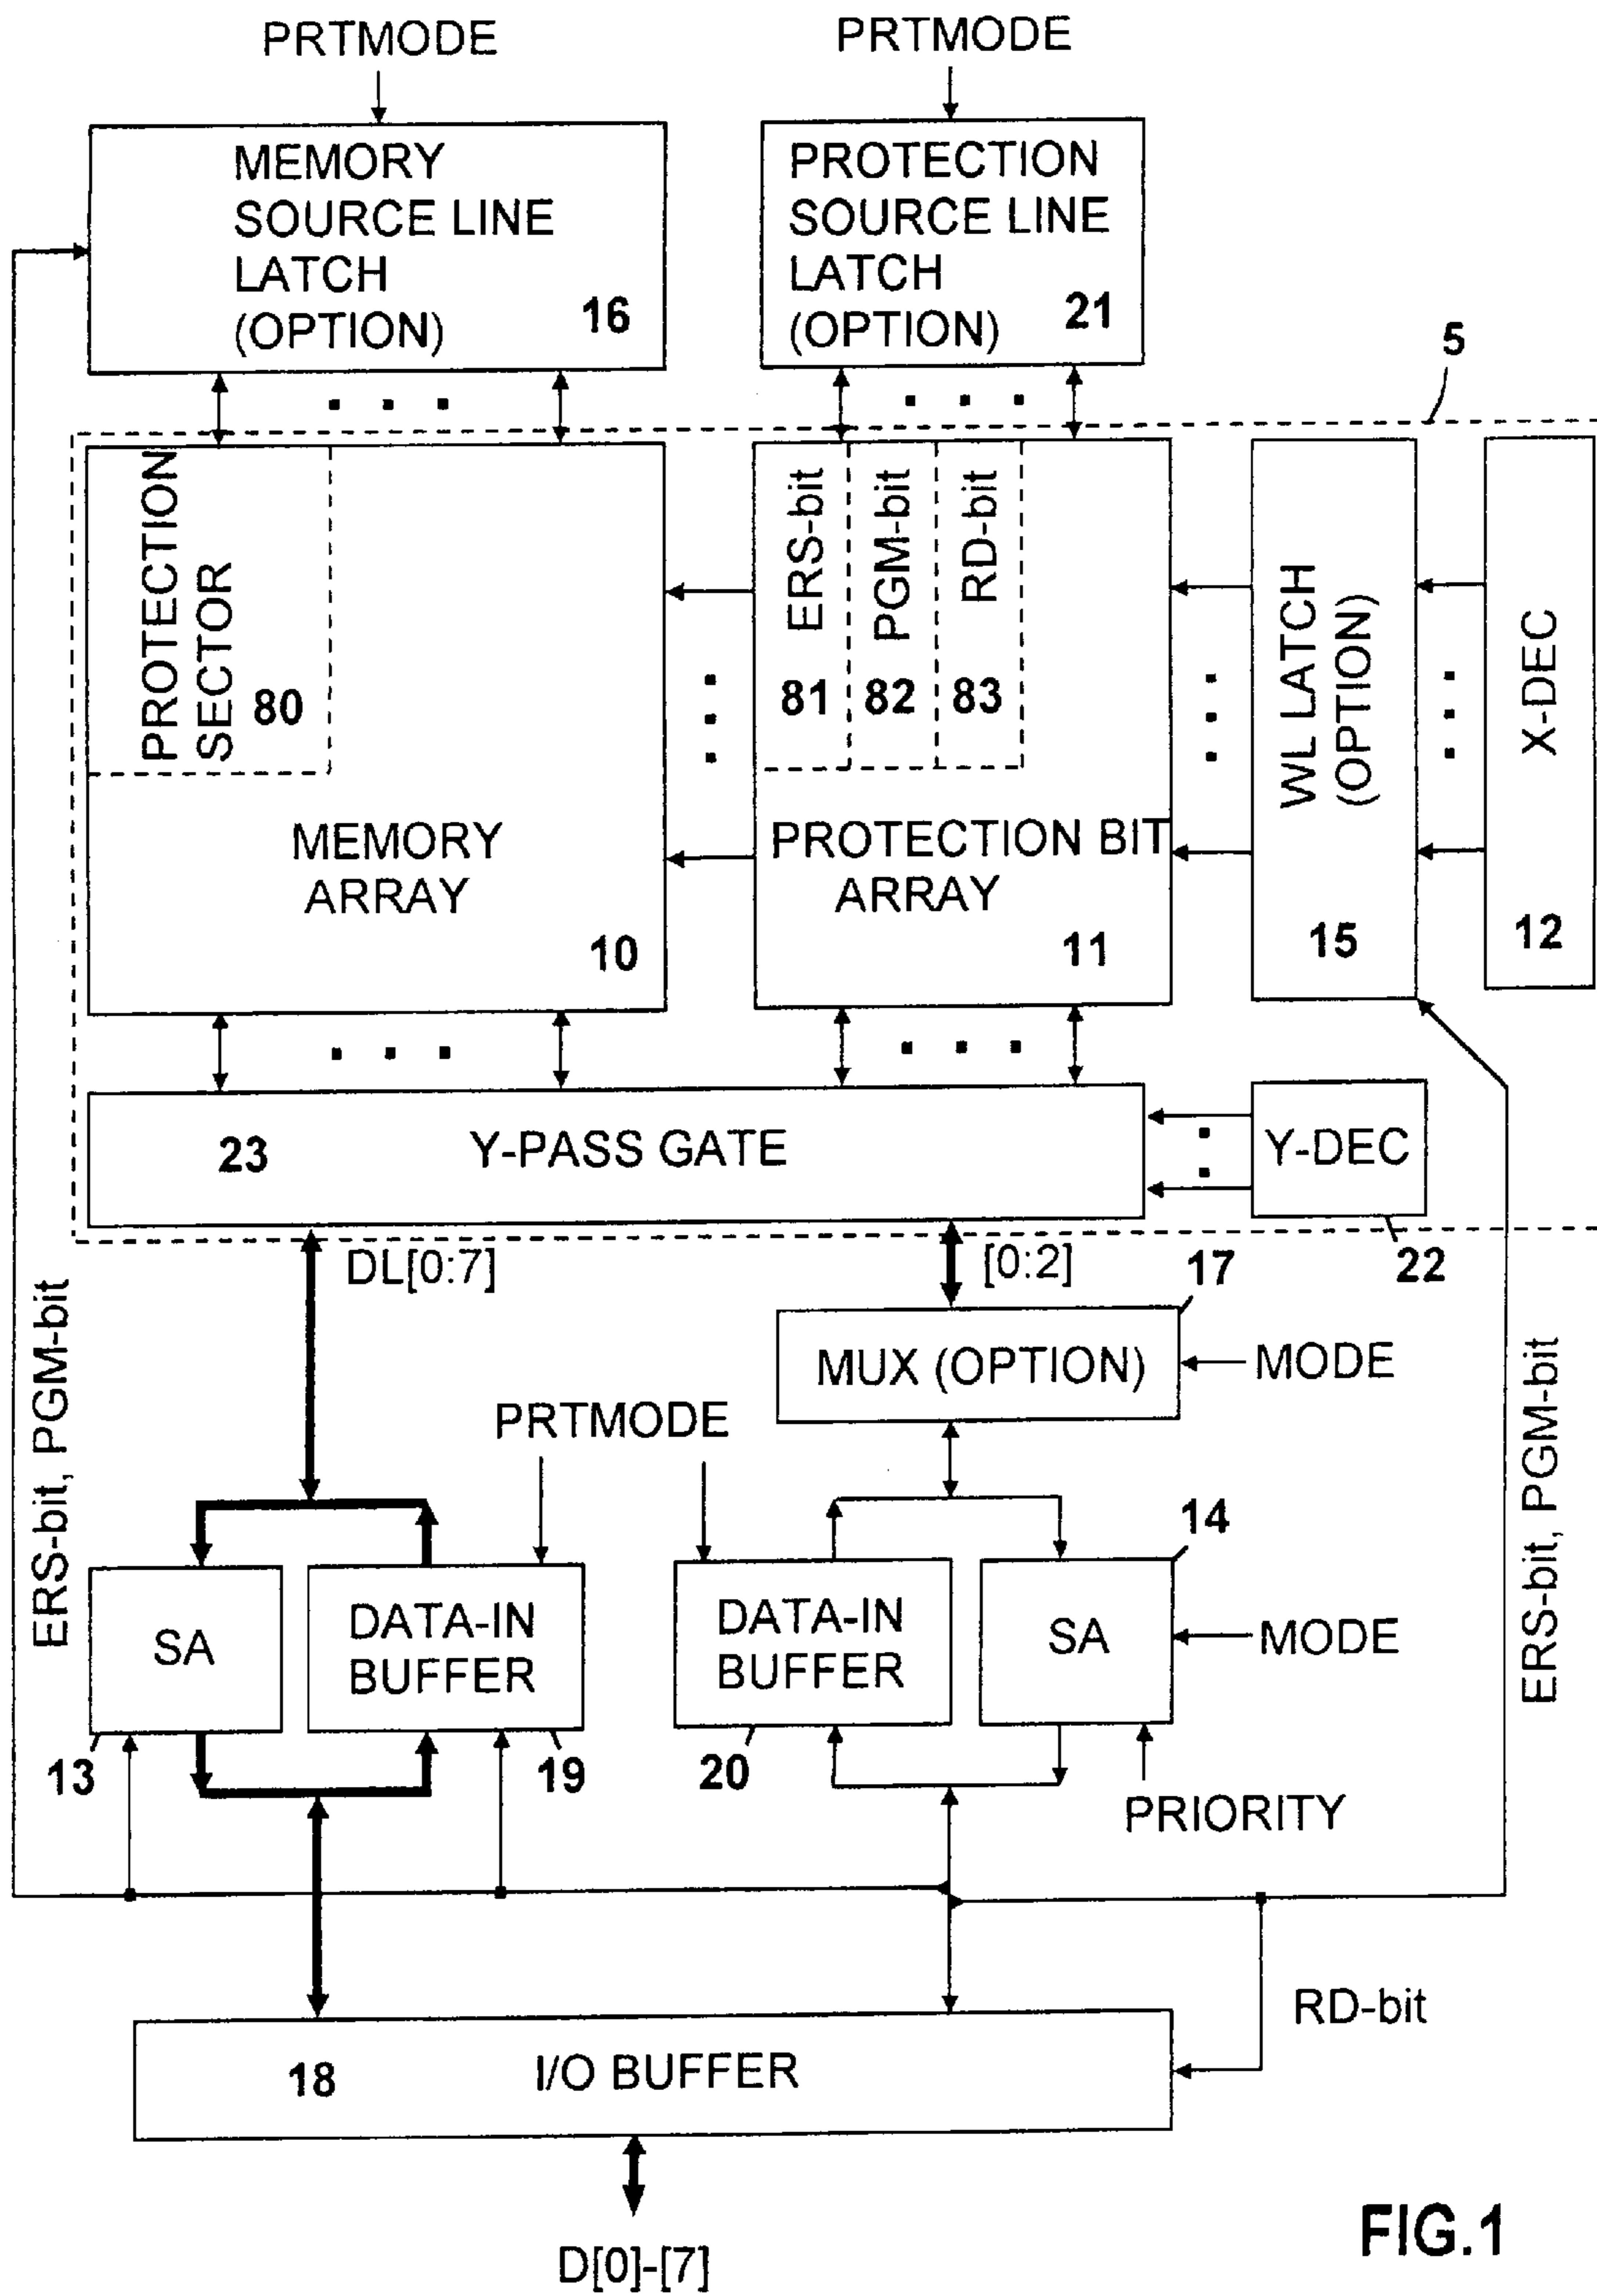 PRTMODE
PRTMODE
MEMORY
SOURCE LINE
LATCH
(OPTION)
16
PROTECTION
SOURCE LINE
LATCH
(OPTION)
21
5
PROTECTION
SECTOR
80
MEMORY
ARRAY
10
ERS-bit
81
PGM-bit
82
RD-bit
83
PROTECTION BIT
ARRAY
11
WL LATCH
(OPTION)
15
X-DEC
12
23
Y-PASS GATE
Y-DEC
22
DL[0:7]
[0:2]
17
MUX (OPTION)
MODE
ERS-bit, PGM-bit
ERS-bit, PGM-bit
PRTMODE
14
SA
DATA-IN
BUFFER
DATA-IN
BUFFER
SA
MODE
13
19
20
PRIORITY
RD-bit
18
I/O BUFFER
D[0]-[7]
FIG.1